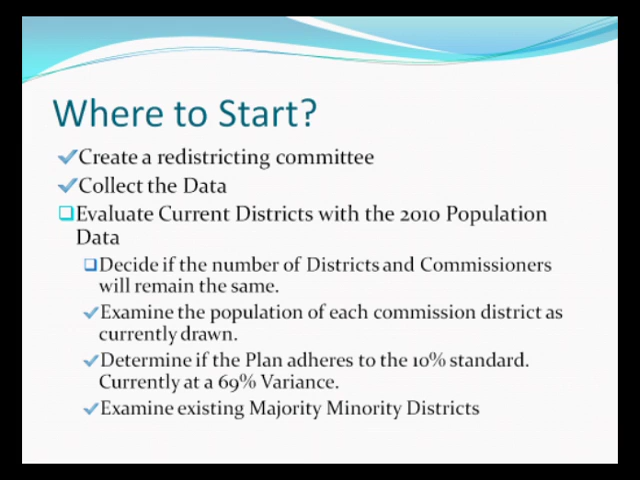 Where to Start?
Create a redistricting committee
Collect the Data
Evaluate Current Districts with the 2010 Population
Data
Decide if the number of Districts and Commissioners
will remain the same.
Examine the population of each commission district as
currently drawn.
Determine if the Plan adheres to the 10% standard.
Currently at a 69% Variance.
Examine existing Majority Minority Districts